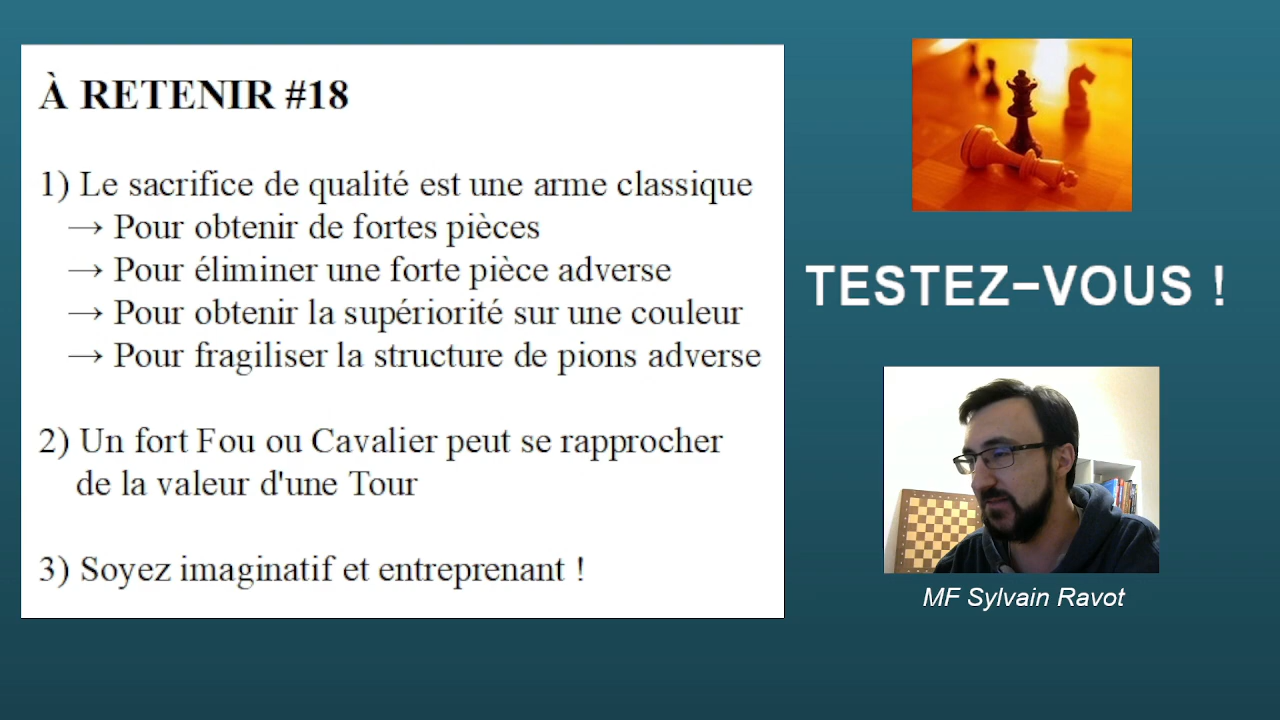 À RETENIR #18
1) Le sacrifice de qualité est une arme classique
→ Pour obtenir de fortes pièces
→ Pour éliminer une forte pièce adverse
→ Pour obtenir la supériorité sur une couleur
→ Pour fragiliser la structure de pions adverse
2) Un fort Fou ou Cavalier peut se rapprocher
de la valeur d'une Tour
3) Soyez imaginatif et entreprenant !
TESTEZ-VOUS !
MF Sylvain Ravot